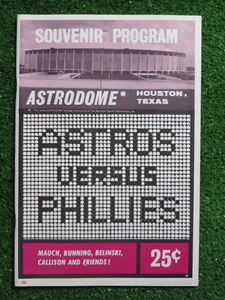 SOUVENIR PROGRAM
ASTRODOME*
HOUSTON,
TEXAS
ASTROS
VERSUS
PHILLIES
MAUCH, BUNNING, BELINSKI,
CALLISON AND FRIENDS!
25¢